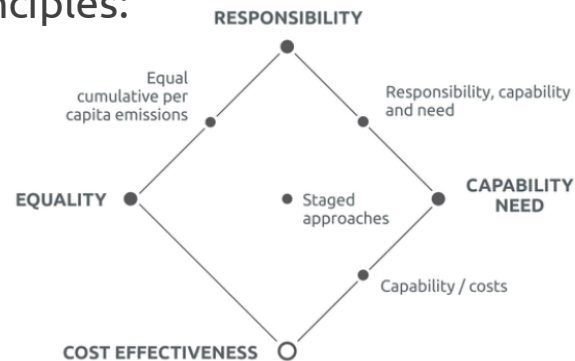 nciples:
RESPONSIBILITY
Equal
cumulative per
capita emissions
Responsibility, capability
and need
EQUALITY
Staged
approaches
CAPABILITY
NEED
Capability / costs
COST EFFECTIVENESS